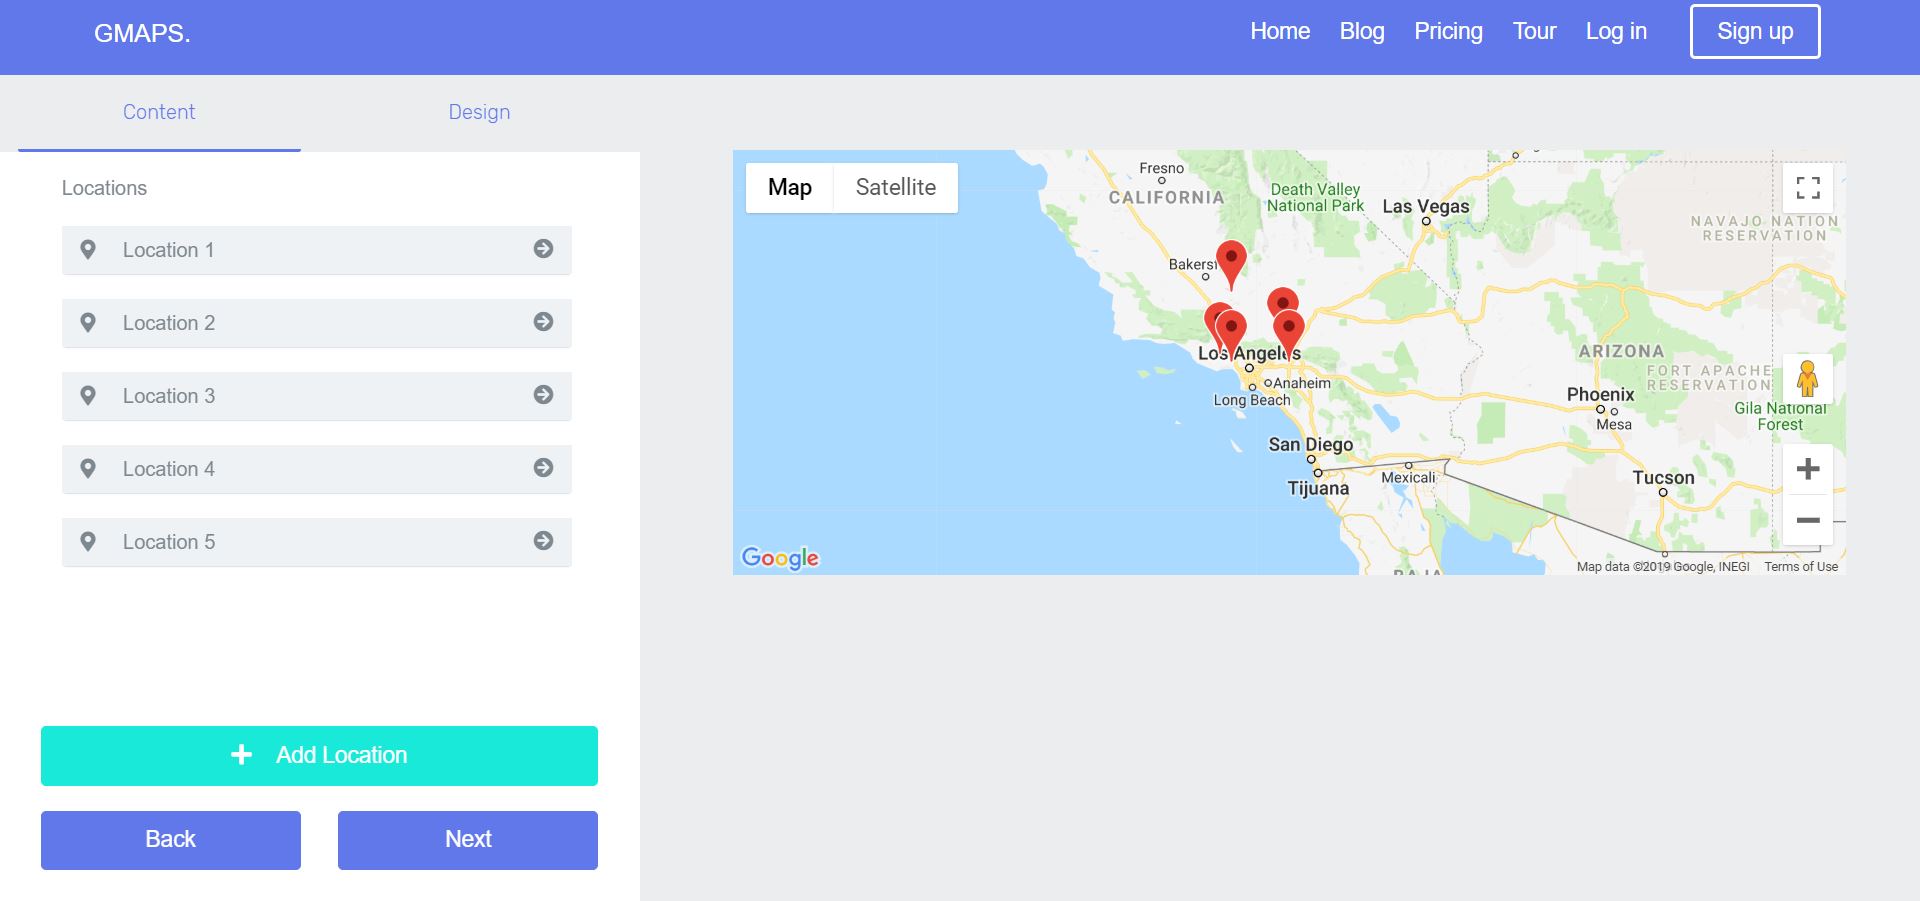 GMAPS.
Home Blog Pricing Tour Log in Sign up
Content Design
Locations
Location 1
Location 2
Location 3
Location 4
Location 5
+ Add Location
Back Next
Map Satellite
Fresno
CALIFORNIA
Death Valley
National Park
Las Vegas
NAVAJO NATION
RESERVATION
Los Angeles
Anaheim
Long Beach
ARIZONA
FORT APACHE
RESERVATION
Phoenix
Mesa
Gila National
Forest
San Diego
Mexicali
Tijuana
Tucson
Google
Map data ©2019 Google, INEGI Terms of Use